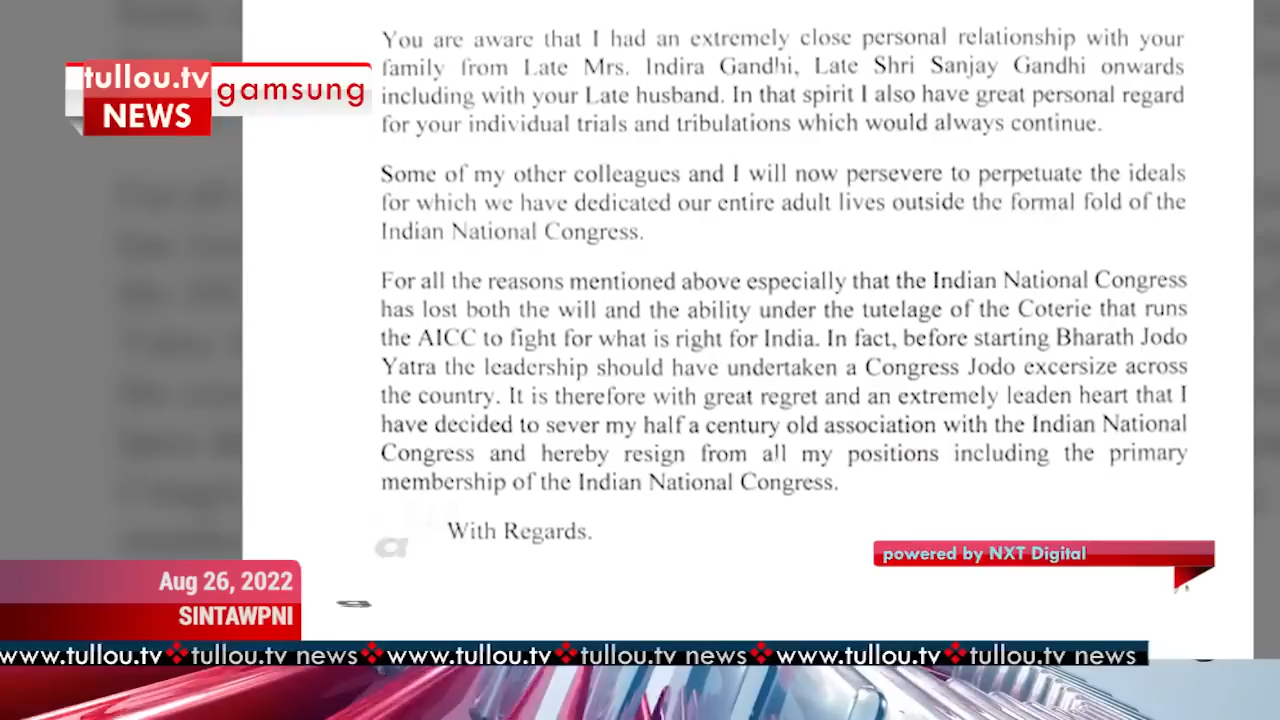 You are aware that I had an extremely close personal relationship with your
family from Late Mrs. Indira Gandhi, Late Shri Sanjay Gandhi onwards
including with your Late husband. In that spirit I also have great personal regard
for your individual trials and tribulations which would always continue.
Some of my other colleagues and I will now persevere to perpetuate the ideals
for which we have dedicated our entire adult lives outside the formal fold of the
Indian National Congress.
For all the reasons mentioned above especially that the Indian National Congress
has lost both the will and the ability under the tutelage of the Coterie that runs
the AICC to fight for what is right for India. In fact, before starting Bharath Jodo
Yatra the leadership should have undertaken a Congress Jodo excersize across
the country. It is therefore with great regret and an extremely leaden heart that I
have decided to sever my half a century old association with the Indian National
Congress and hereby resign from all my positions including the primary
membership of the Indian National Congress.
With Regards.
tullou.tv
NEWS
gamsung
powered by NXT Digital
Aug 26, 2022
SINTAWPNI
www.tullou.tv tullou.tv news www.tullou.tv tullou.tv news www.tullou.tv tullou.tv news